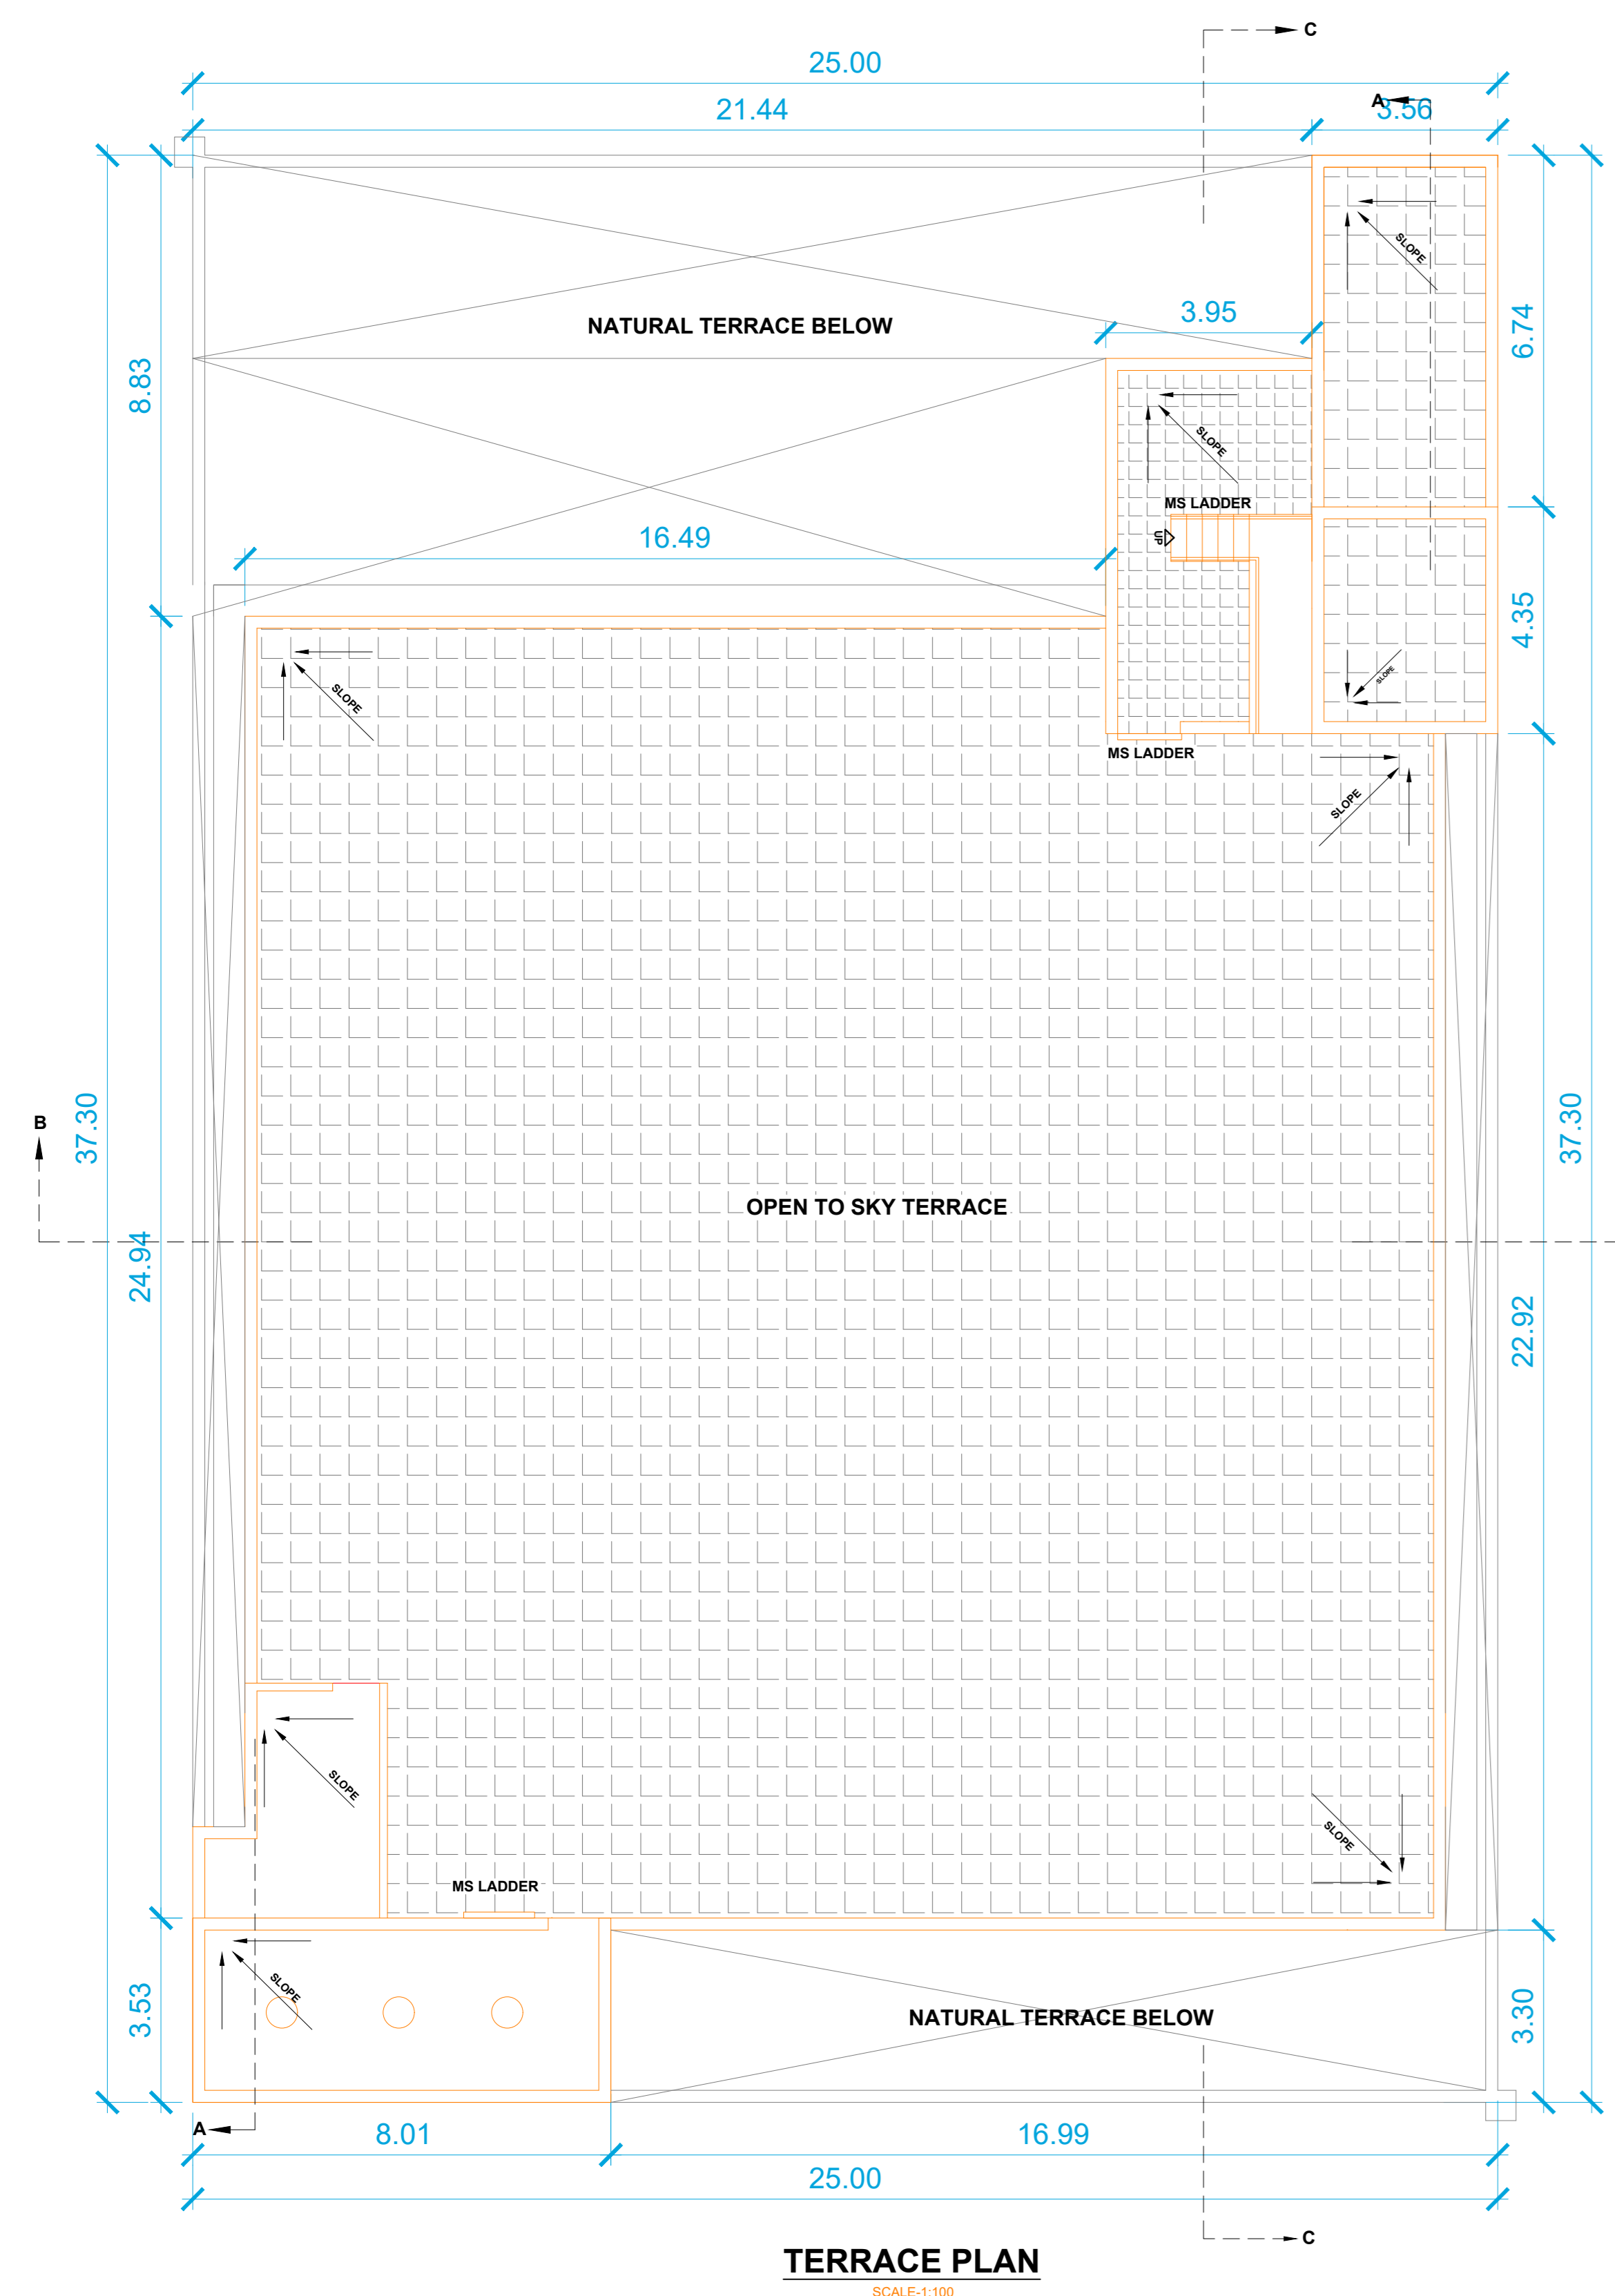 C
25.00
21.44
A
3.56
SLOPE
3.95
NATURAL TERRACE BELOW
6.74
8.83
SLOPE
MS LADDER
UP
16.49
4.35
SLOPE
SLOPE
MS LADDER
SLOPE
B
37.30
37.30
OPEN TO SKY TERRACE
24.94
22.92
SLOPE
SLOPE
MS LADDER
SLOPE
3.53
NATURAL TERRACE BELOW
3.30
A
8.01
16.99
25.00
C
TERRACE PLAN
SCALE-1:100